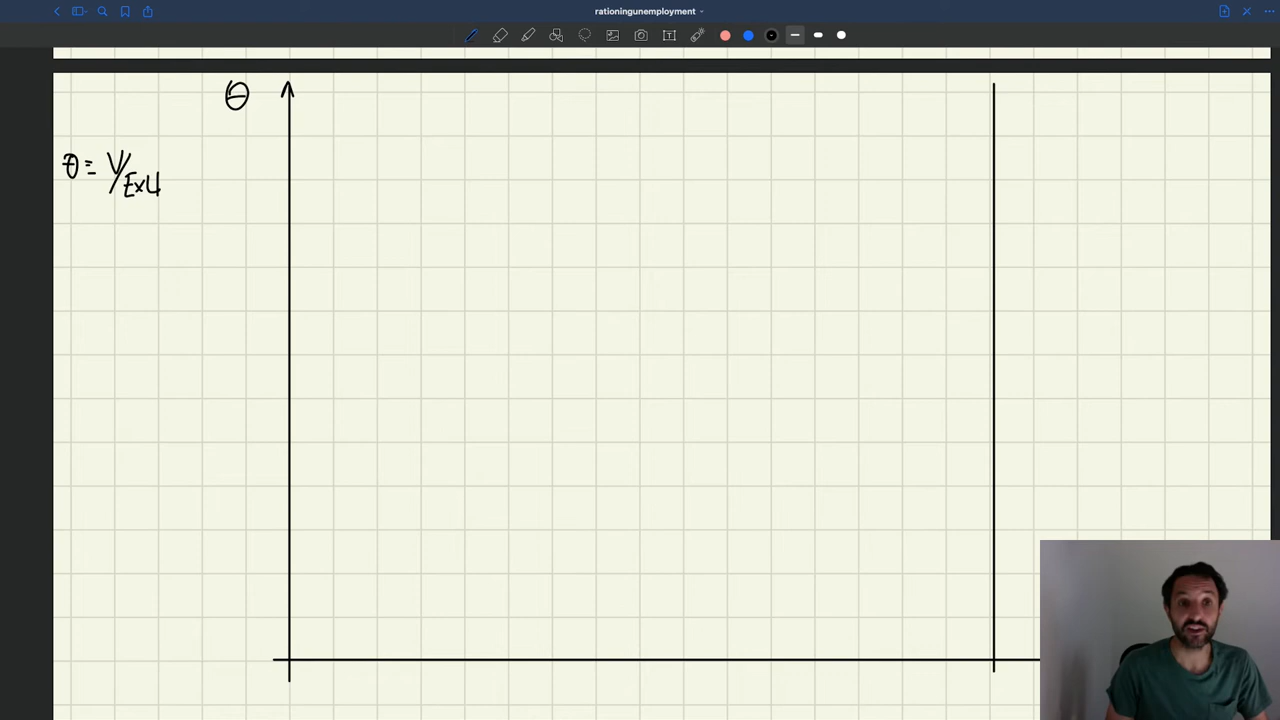 rationingunemployment
θ
θ = V/E×U